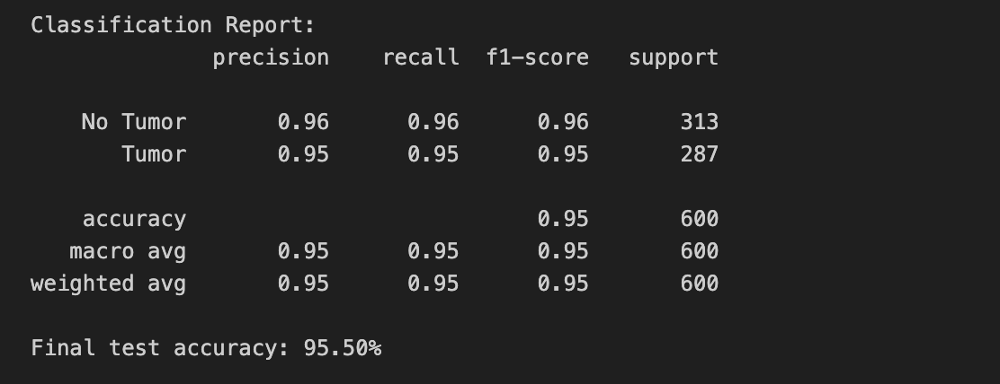 Classification Report:
precision recall f1-score support
No Tumor 0.96 0.96 0.96 313
Tumor 0.95 0.95 0.95 287
accuracy 0.95 600
macro avg 0.95 0.95 0.95 600
weighted avg 0.95 0.95 0.95 600
Final test accuracy: 95.50%